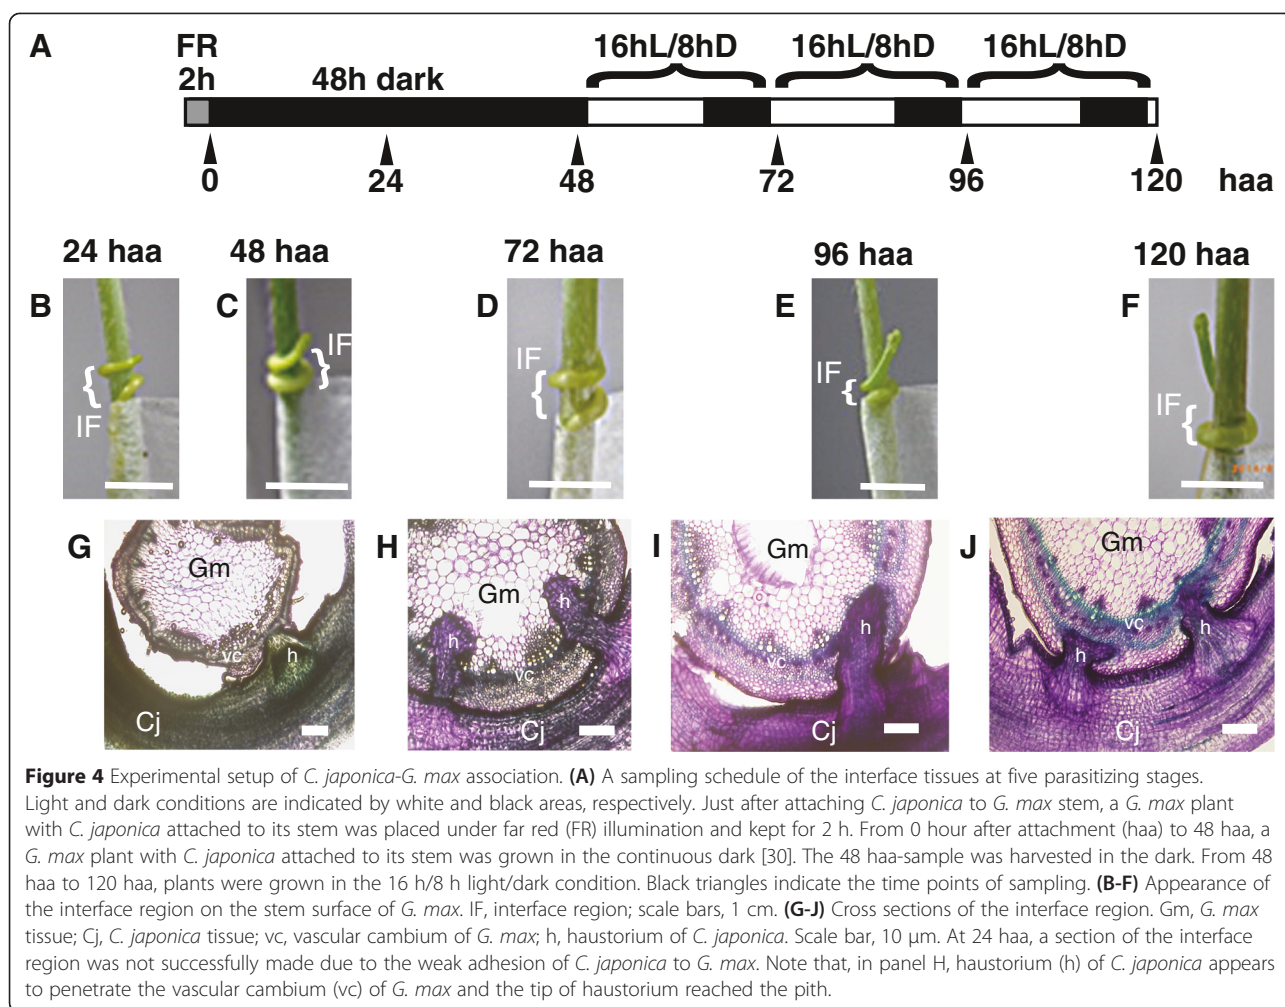 A
FR
2h
48h dark
16hL/8hD
16hL/8hD
16hL/8hD
0
24
48
72
96
120
haa
24 haa
48 haa
72 haa
96 haa
120 haa
B
IF
C
IF
D
IF
E
IF
F
IF
G
Gm
vc
h
Cj
H
Gm
h
h
vc
Cj
I
Gm
h
vc
Cj
J
Gm
vc
h
h
Cj
Figure 4 Experimental setup of C. japonica-G. max association. (A) A sampling schedule of the interface tissues at five parasitizing stages.
Light and dark conditions are indicated by white and black areas, respectively. Just after attaching C. japonica to G. max stem, a G. max plant
with C. japonica attached to its stem was placed under far red (FR) illumination and kept for 2 h. From 0 hour after attachment (haa) to 48 haa, a
G. max plant with C. japonica attached to its stem was grown in the continuous dark [30]. The 48 haa-sample was harvested in the dark. From 48
haa to 120 haa, plants were grown in the 16 h/8 h light/dark condition. Black triangles indicate the time points of sampling. (B-F) Appearance of
the interface region on the stem surface of G. max. IF, interface region; scale bars, 1 cm. (G-J) Cross sections of the interface region. Gm, G. max
tissue; Cj, C. japonica tissue; vc, vascular cambium of G. max; h, haustorium of C. japonica. Scale bar, 10 μm. At 24 haa, a section of the interface
region was not successfully made due to the weak adhesion of C. japonica to G. max. Note that, in panel H, haustorium (h) of C. japonica appears
to penetrate the vascular cambium (vc) of G. max and the tip of haustorium reached the pith.